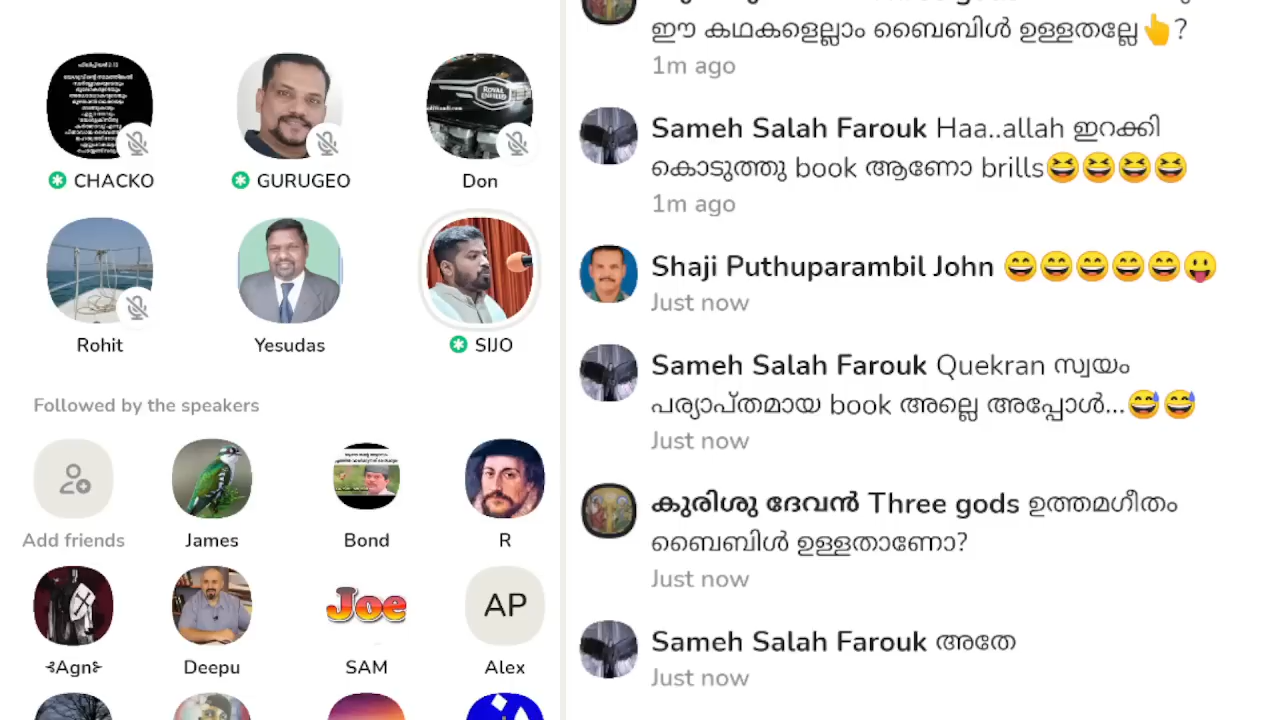 CHACKO
GURUGEO
Don
Rohit
Yesudas
SIJO
Followed by the speakers
Add friends
James
Bond
R
Joe
AP
⊰Agn⊱
Deepu
SAM
Alex
ROYAL
ENFIELD
ഈ കഥകളെല്ലാം ബൈബിൾ ഉള്ളതല്ലേ👆?
1m ago
Sameh Salah Farouk Haa..allah ഇറക്കി
കൊടുത്തു book ആണോ brills😆😆😆😆
1m ago
Shaji Puthuparambil John 😄😄😄😄😄😛
Just now
Sameh Salah Farouk Quekran സ്വയം
പര്യാപ്തമായ book അല്ലെ അപ്പോൾ...😅😅
Just now
കുരിശു ദേവൻ Three gods ഉത്തമഗീതം
ബൈബിൾ ഉള്ളതാണോ?
Just now
Sameh Salah Farouk അതേ
Just now